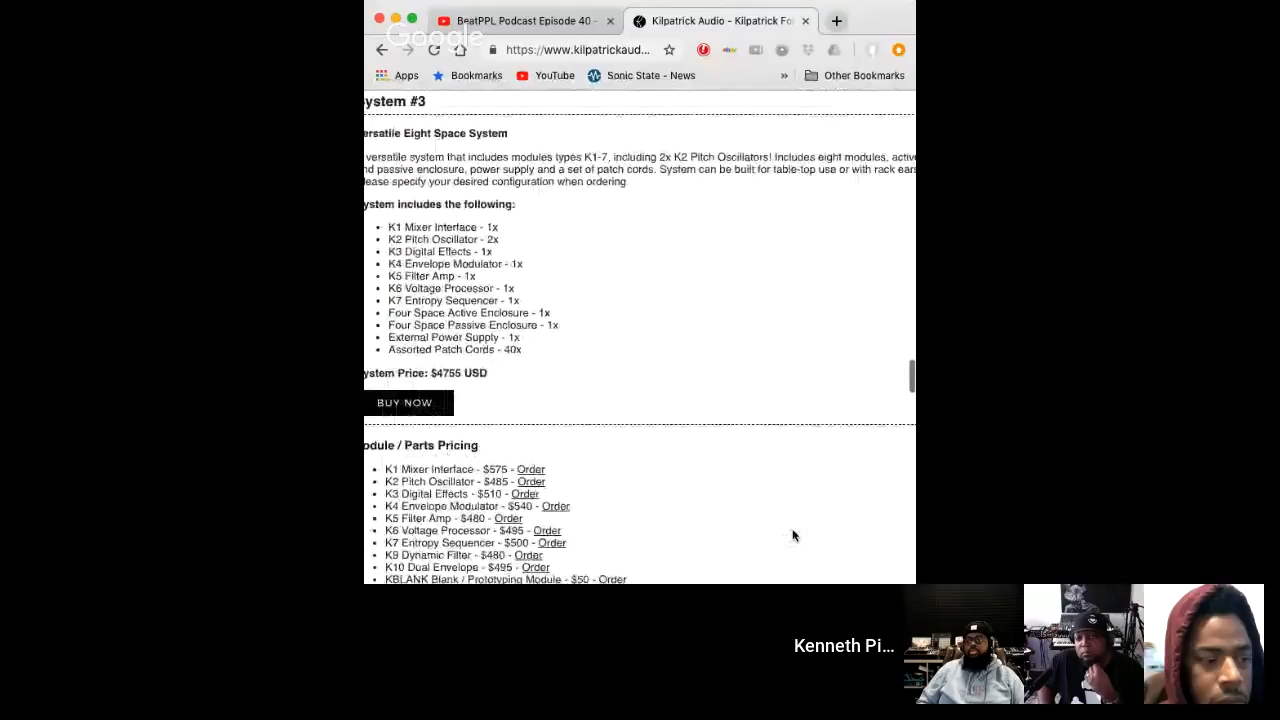 BeatPPL Podcast Episode 40 -
Kilpatrick Audio - Kilpatrick Fo
Google
https://www.kilpatrickaud...
Apps
Bookmarks
YouTube
Sonic State - News
»
Other Bookmarks
ystem #3
ersatile Eight Space System
versatile system that includes modules types K1-7, including 2x K2 Pitch Oscillators! Includes eight modules, active
nd passive enclosure, power supply and a set of patch cords. System can be built for table-top use or with rack ears
lease specify your desired configuration when ordering
ystem includes the following:
• K1 Mixer Interface - 1x
• K2 Pitch Oscillator - 2x
• K3 Digital Effects - 1x
• K4 Envelope Modulator - 1x
• K5 Filter Amp - 1x
• K6 Voltage Processor - 1x
• K7 Entropy Sequencer - 1x
• Four Space Active Enclosure - 1x
• Four Space Passive Enclosure - 1x
• External Power Supply - 1x
• Assorted Patch Cords - 40x
ystem Price: $4755 USD
BUY NOW
odule / Parts Pricing
• K1 Mixer Interface - $575 - Order
• K2 Pitch Oscillator - $485 - Order
• K3 Digital Effects - $510 - Order
• K4 Envelope Modulator - $540 - Order
• K5 Filter Amp - $480 - Order
• K6 Voltage Processor - $495 - Order
• K7 Entropy Sequencer - $500 - Order
• K9 Dynamic Filter - $480 - Order
• K10 Dual Envelope - $495 - Order
• KBLANK Blank / Prototyping Module - $50 - Order
Kenneth Pi...